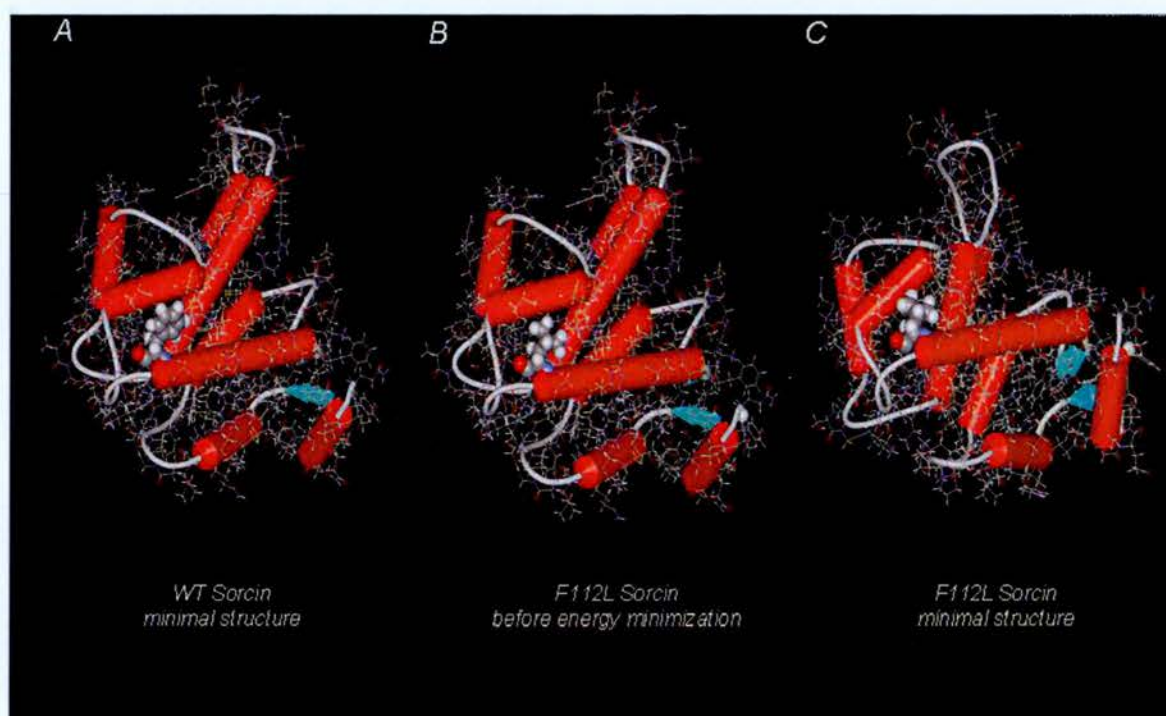 A
B
C
WT Sorcin
minimal structure
F112L Sorcin
before energy minimization
F112L Sorcin
minimal structure